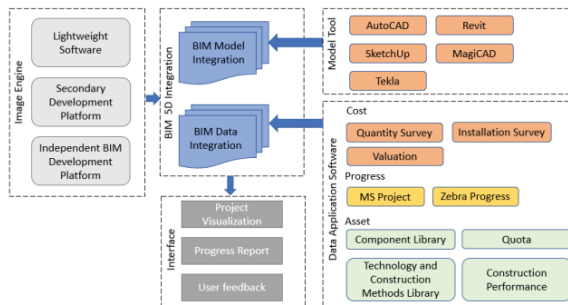 Image Engine
Lightweight
Software
Secondary
Development
Platform
Independent BIM
Development
Platform
BIM 5D Integration
BIM Model
Integration
BIM Data
Integration
Interface
Project
Visualization
Progress Report
User feedback
Model Tool
AutoCAD
Revit
SketchUp
MagiCAD
Tekla
Data Application Software
Cost
Quantity Survey
Installation Survey
Valuation
Progress
MS Project
Zebra Progress
Asset
Component Library
Quota
Technology and
Construction
Methods Library
Construction
Performance